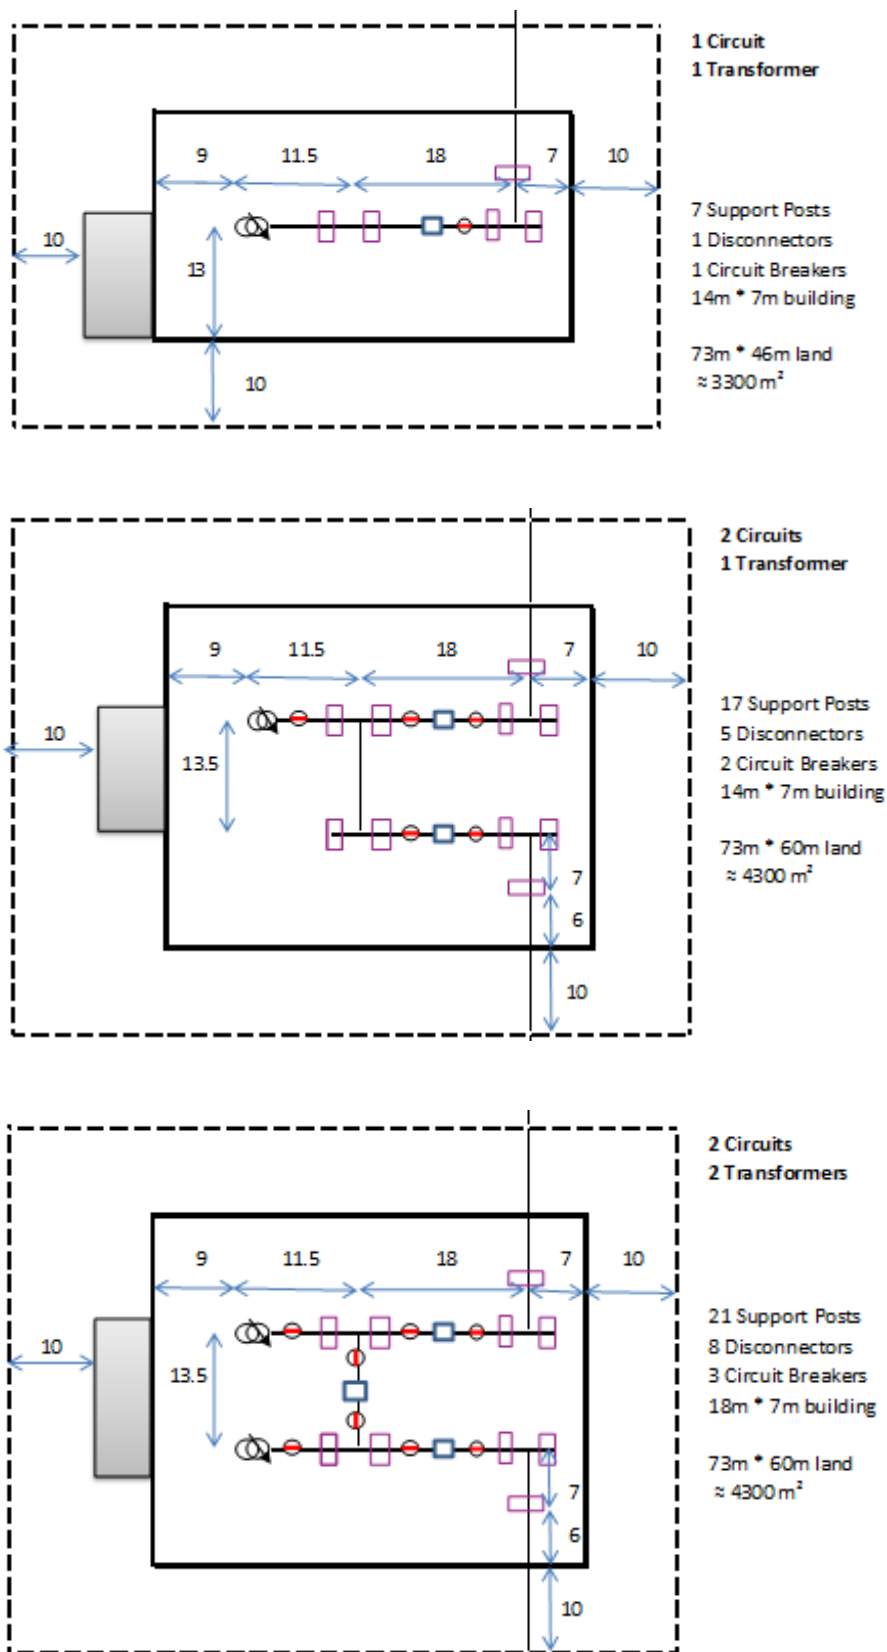 1 Circuit
1 Transformer
9 11.5 18 7 10
7 Support Posts
1 Disconnectors
10
1 Circuit Breakers
13
14m * 7m building
73m * 46m land
≈ 3300 m²
10
2 Circuits
1 Transformer
9 11.5 18 7 10
17 Support Posts
10
5 Disconnectors
13.5
2 Circuit Breakers
14m * 7m building
73m * 60m land
≈ 4300 m²
7
6
10
2 Circuits
2 Transformers
9 11.5 18 7 10
21 Support Posts
10
8 Disconnectors
13.5
3 Circuit Breakers
18m * 7m building
73m * 60m land
≈ 4300 m²
7
6
10